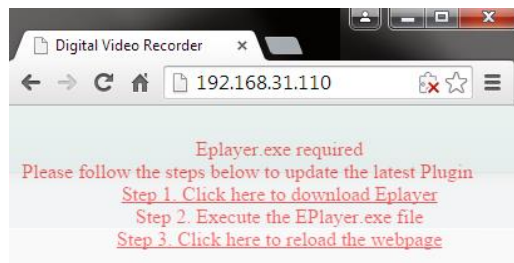 Digital Video Recorder
192.168.31.110
Eplayer.exe required
Please follow the steps below to update the latest Plugin
Step 1. Click here to download Eplayer
Step 2. Execute the EPlayer.exe file
Step 3. Click here to reload the webpage